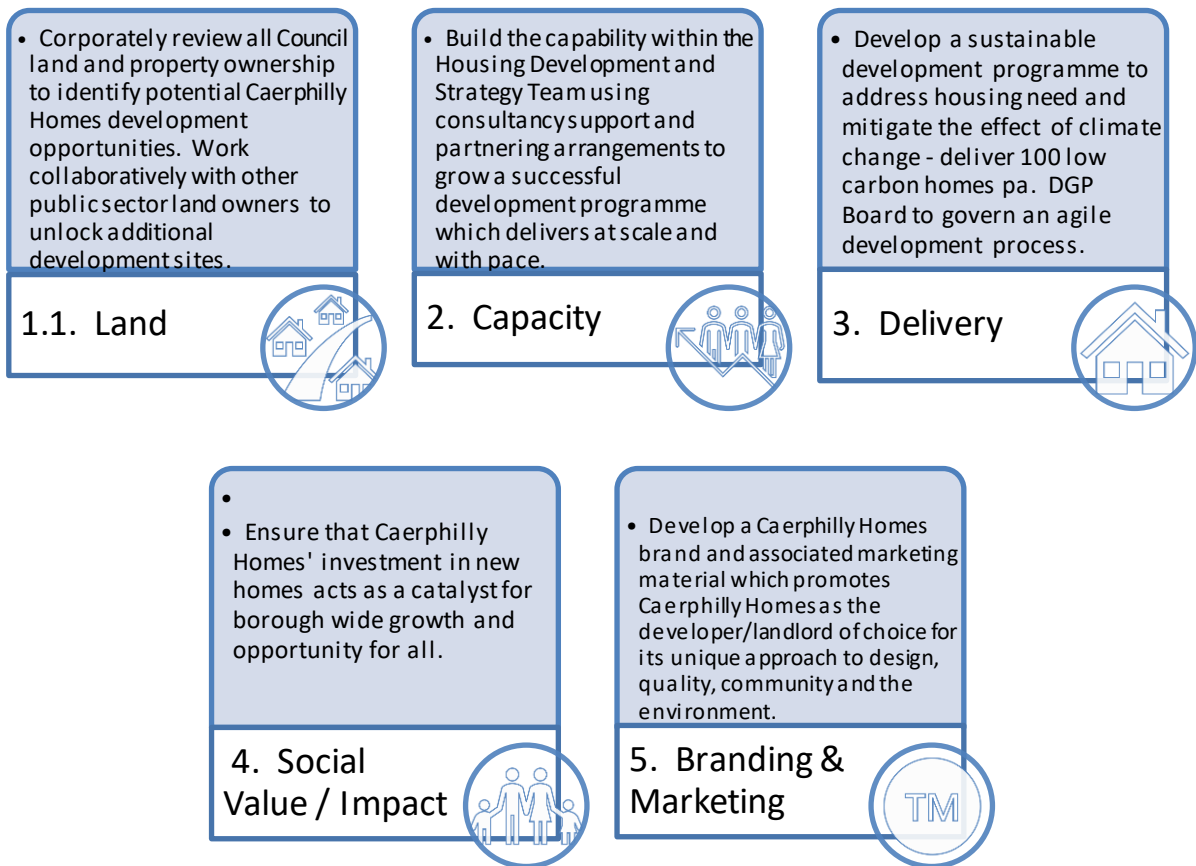 • Corporately review all Council
land and property ownership
to identify potential Caerphilly
Homes development
opportunities. Work
collaboratively with other
public sector land owners to
unlock additional
development sites.
1.1. Land
• Build the capability within the
Housing Development and
Strategy Team using
consultancy support and
partnering arrangements to
grow a successful
development programme
which delivers at scale and
with pace.
2. Capacity
• Develop a sustainable
development programme to
address housing need and
mitigate the effect of climate
change - deliver 100 low
carbon homes pa. DGP
Board to govern an agile
development process.
3. Delivery
•
• Ensure that Caerphilly
Homes' investment in new
homes acts as a catalyst for
borough wide growth and
opportunity for all.
4. Social
Value / Impact
• Develop a Caerphilly Homes
brand and associated marketing
material which promotes
Caerphilly Homes as the
developer/landlord of choice for
its unique approach to design,
quality, community and the
environment.
5. Branding &
Marketing
TM